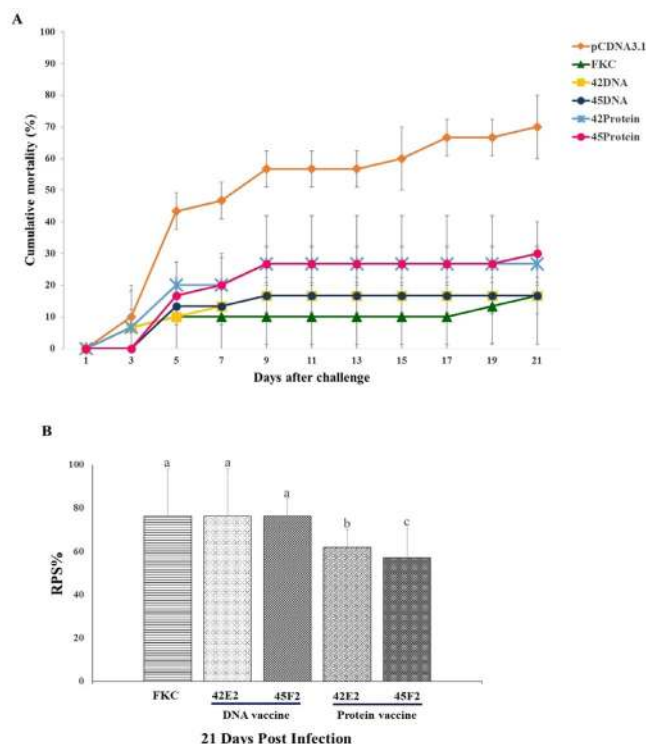 A
100
90
80
70
60
50
40
30
20
10
0
Cumulative mortality (%)
1 3 5 7 9 11 13 15 17 19 21
Days after challenge
pCDNA3.1
FKC
42DNA
45DNA
42Protein
45Protein
B
100
80
60
40
20
0
RPS%
a a a b c
FKC 42E2 45F2 42E2 45F2
DNA vaccine Protein vaccine
21 Days Post Infection